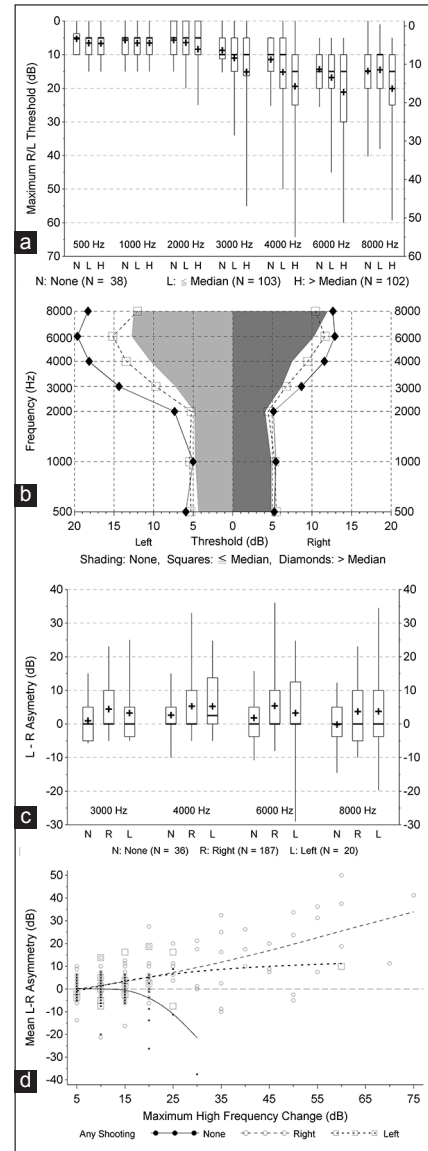 0 0
10 10
20 20
30 30
40 40
50 50
60 60
70
Maximum R/L Threshold (dB)
500 Hz 1000 Hz 2000 Hz 3000 Hz 4000 Hz 6000 Hz 8000 Hz
a
N L H N L H N L H N L H N L H N L H N L H
N: None (N = 38) L: ≦ Median (N = 103) H: > Median (N = 102)
8000 8000
6000 6000
4000 4000
3000 3000
2000 2000
1000 1000
500 500
Frequency (Hz)
b
20 15 10 5 0 5 10 15 20
Left Threshold (dB) Right
Shading: None, Squares: ≦ Median, Diamonds: > Median
40 40
30 30
20 20
10 10
0 0
-10 -10
-20 -20
-30 -30
L - R Asymetry (dB)
3000 Hz 4000 Hz 6000 Hz 8000 Hz
c
N R L N R L N R L N R L
N: None (N = 36) R: Right (N = 187) L: Left (N = 20)
50
40
30
20
10
0
-10
-20
-30
-40
Mean L-R Asymetry (dB)
d
5 15 25 35 45 55 65 75
Maximum High Frequency Change (dB)
Any Shooting None Right Left